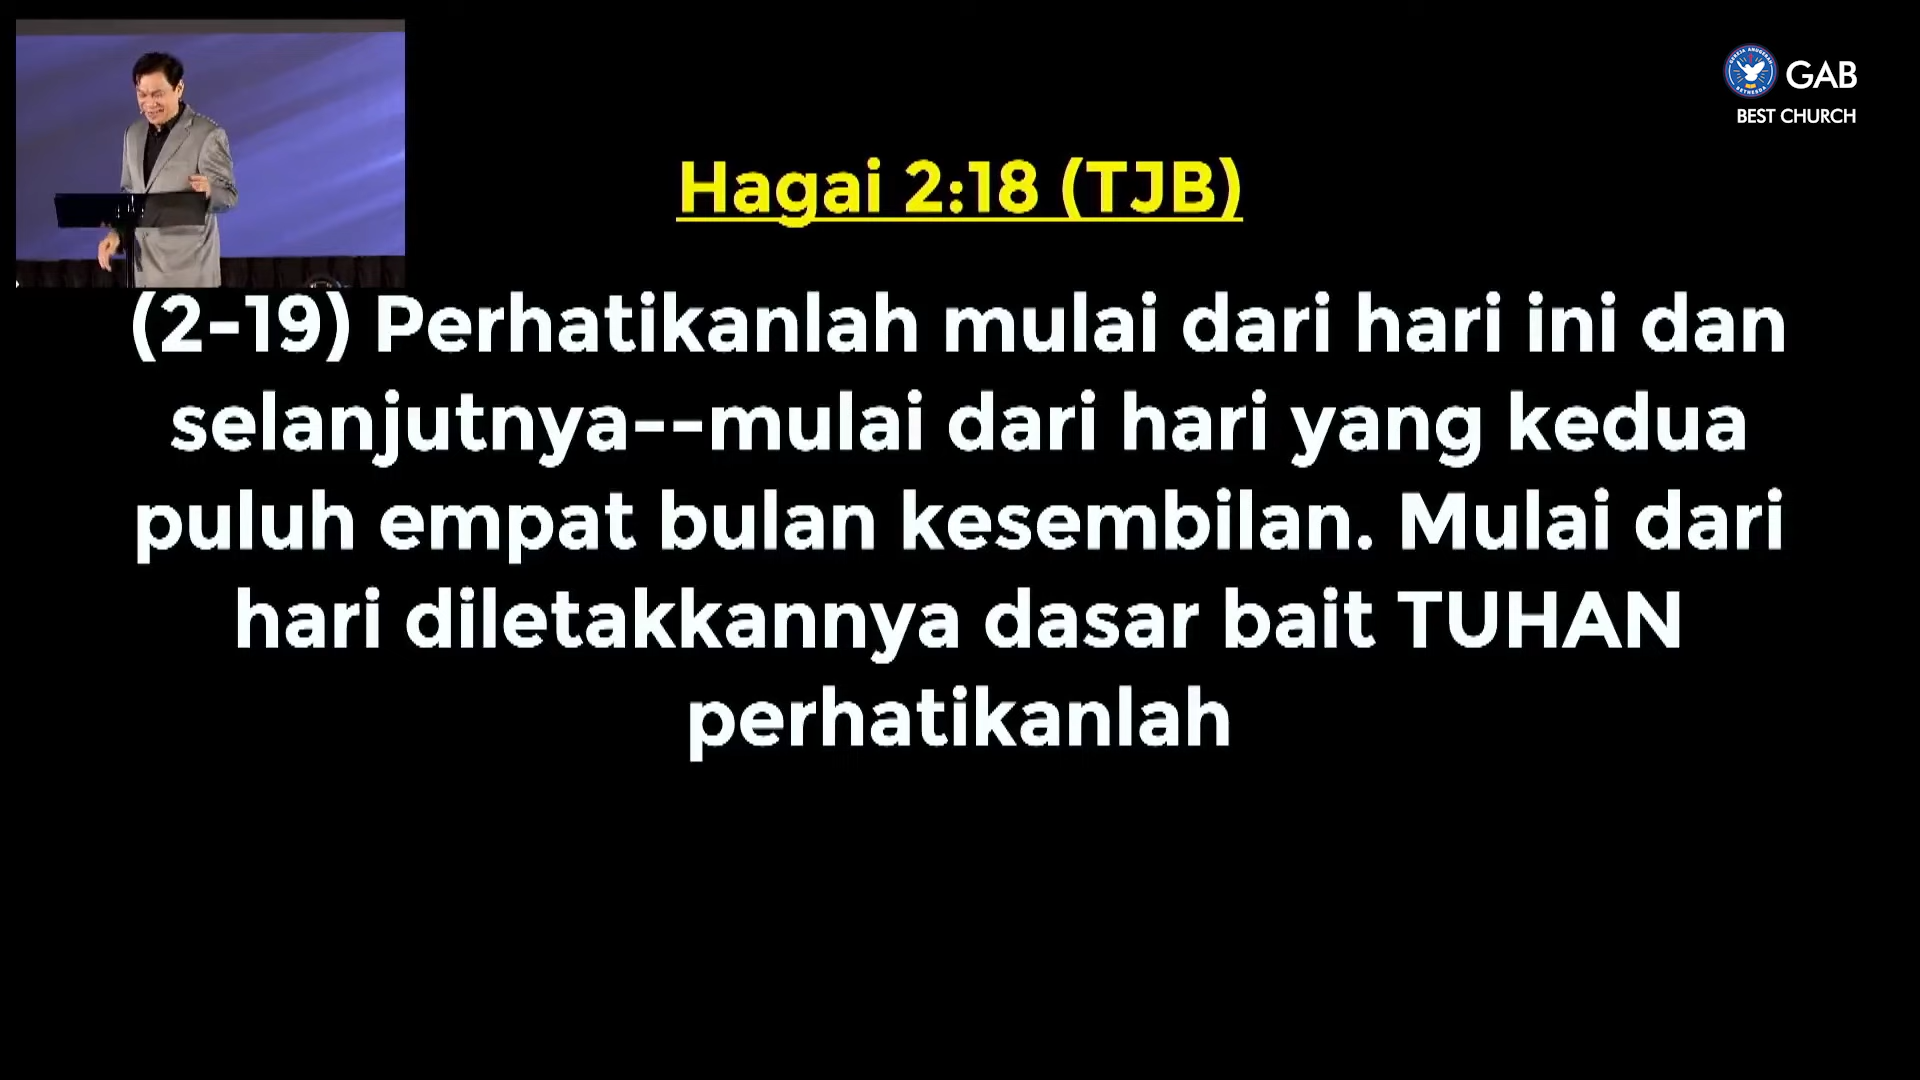 GAB
BEST CHURCH
Hagai 2:18 (TJB)
(2-19) Perhatikanlah mulai dari hari ini dan
selanjutnya--mulai dari hari yang kedua
puluh empat bulan kesembilan. Mulai dari
hari diletakkannya dasar bait TUHAN
perhatikanlah